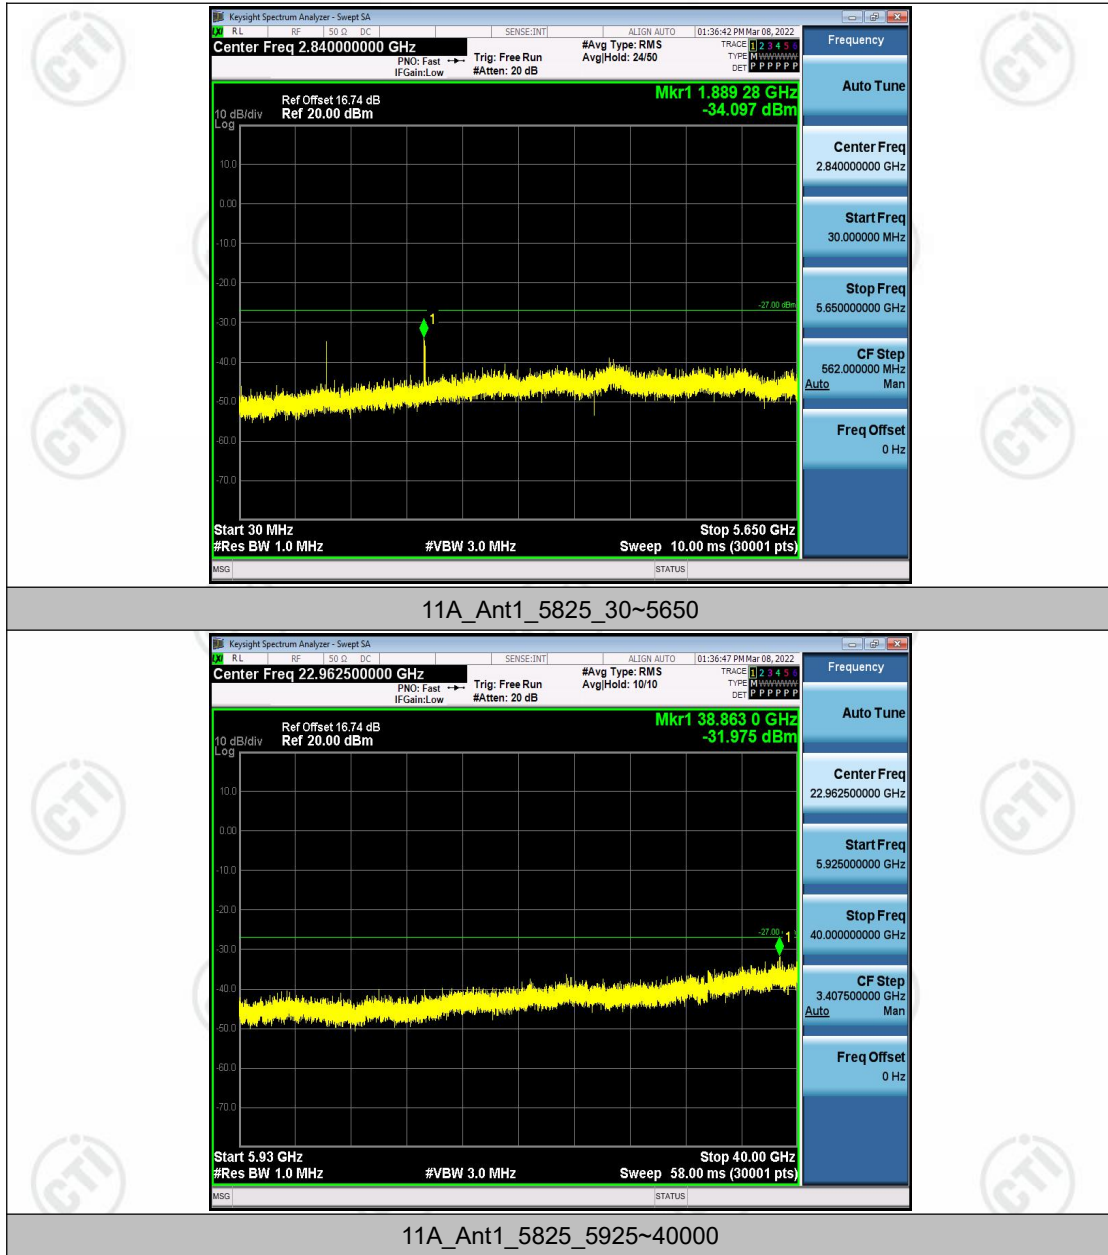 Keysight Spectrum Analyzer - Swept SA
RL RF 50 Ω DC SENSE:INT ALIGN AUTO 01:36:42 PM Mar 08, 2022
Center Freq 2.840000000 GHz
PNO: Fast
IFGain:Low
Trig: Free Run
#Atten: 20 dB
#Avg Type: RMS
Avg|Hold: 24/50
TRACE 1 2 3 4 5 6
TYPE M WWWWW
DET P P P P P P
Frequency
Mkr1 1.889 28 GHz
-34.097 dBm
Ref Offset 16.74 dB
10 dB/div Ref 20.00 dBm
Log
10.0
0.00
-10.0
-20.0
-27.00 dBm
-30.0
1
-40.0
-50.0
-60.0
-70.0
Start 30 MHz Stop 5.650 GHz
#Res BW 1.0 MHz #VBW 3.0 MHz Sweep 10.00 ms (30001 pts)
MSG STATUS
Auto Tune
Center Freq
2.840000000 GHz
Start Freq
30.000000 MHz
Stop Freq
5.650000000 GHz
CF Step
562.000000 MHz
Auto Man
Freq Offset
0 Hz
11A_Ant1_5825_30~5650
Keysight Spectrum Analyzer - Swept SA
RL RF 50 Ω DC SENSE:INT ALIGN AUTO 01:36:47 PM Mar 08, 2022
Center Freq 22.962500000 GHz
PNO: Fast
IFGain:Low
Trig: Free Run
#Atten: 20 dB
#Avg Type: RMS
Avg|Hold: 10/10
TRACE 1 2 3 4 5 6
TYPE M WWWWW
DET P P P P P P
Frequency
Mkr1 38.863 0 GHz
-31.975 dBm
Ref Offset 16.74 dB
10 dB/div Ref 20.00 dBm
Log
10.0
0.00
-10.0
-20.0
-27.00
1
-30.0
-40.0
-50.0
-60.0
-70.0
Start 5.93 GHz Stop 40.00 GHz
#Res BW 1.0 MHz #VBW 3.0 MHz Sweep 58.00 ms (30001 pts)
MSG STATUS
Auto Tune
Center Freq
22.962500000 GHz
Start Freq
5.925000000 GHz
Stop Freq
40.000000000 GHz
CF Step
3.407500000 GHz
Auto Man
Freq Offset
0 Hz
11A_Ant1_5825_5925~40000
CTI
CTI
CTI
CTI
CTI
CTI
CTI
CTI